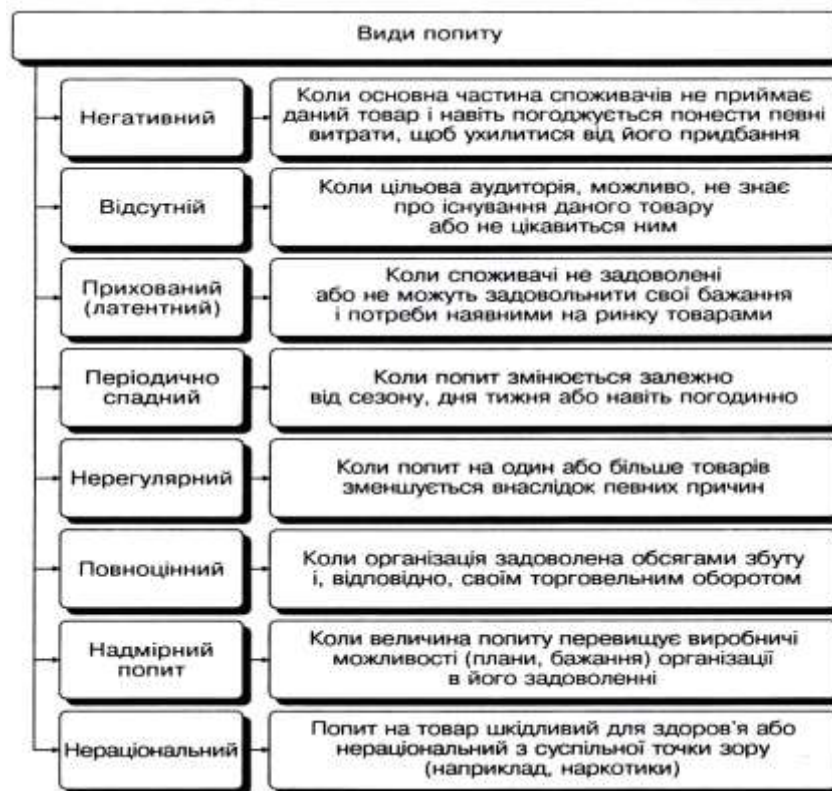 Види попиту
Негативний
Коли основна частина споживачів не приймає
даний товар і навіть погоджується понести певні
витрати, щоб ухилитися від його придбання
Відсутній
Коли цільова аудиторія, можливо, не знає
про існування даного товару
або не цікавиться ним
Прихований
(латентний)
Коли споживачі не задоволені
або не можуть задовольнити свої бажання
і потреби наявними на ринку товарами
Періодично
спадний
Коли попит змінюється залежно
від сезону, дня тижня або навіть погодинно
Нерегулярний
Коли попит на один або більше товарів
зменшується внаслідок певних причин
Повноцінний
Коли організація задоволена обсягами збуту
і, відповідно, своїм торговельним оборотом
Надмірний
попит
Коли величина попиту перевищує виробничі
можливості (плани, бажання) організації
в його задоволенні
Нераціональний
Попит на товар шкідливий для здоров'я або
нераціональний з суспільної точки зору
(наприклад, наркотики)